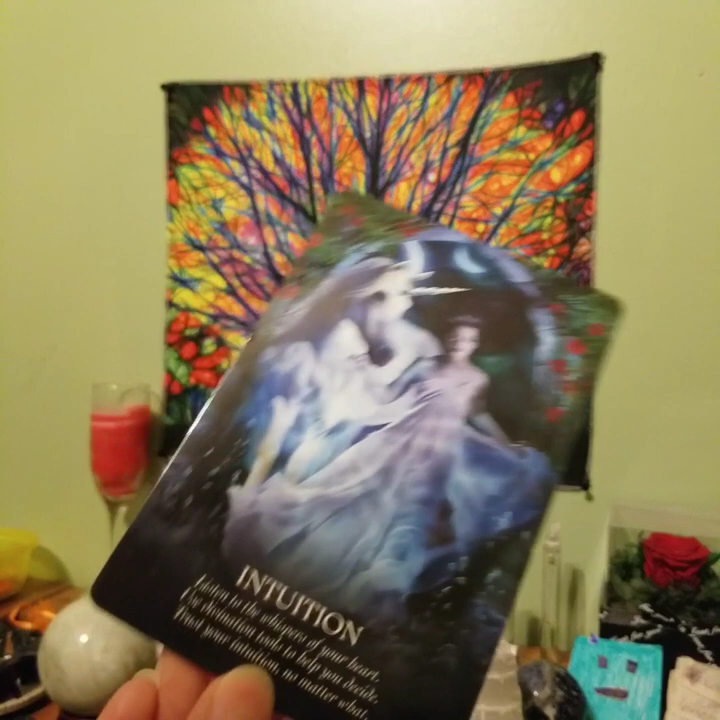 INTUITION
Listen to the whispers of your heart.
Use divination tools to help you decide.
Trust your intuition, no matter what.